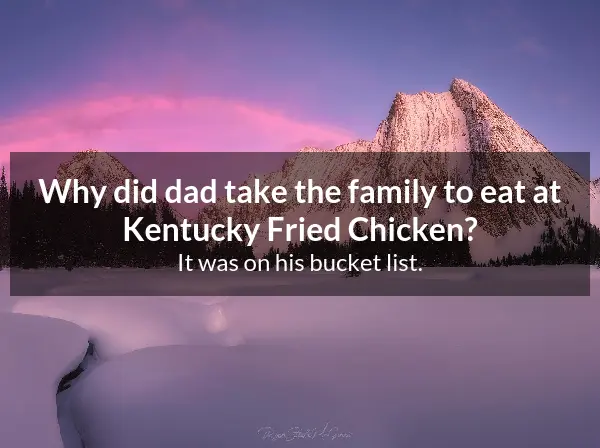 Why did dad take the family to eat at
Kentucky Fried Chicken?
It was on his bucket list.